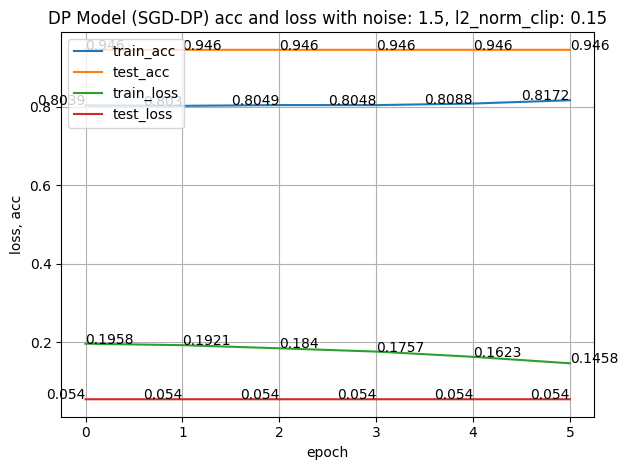 DP Model (SGD-DP) acc and loss with noise: 1.5, l2_norm_clip: 0.15
0.946 0.946 0.946 0.946 0.946 0.946
train_acc
test_acc
train_loss
test_loss
0.8039 0.803 0.8049 0.8048 0.8088 0.8172
0.1958 0.1921 0.184 0.1757 0.1623 0.1458
0.054 0.054 0.054 0.054 0.054 0.054
0.8
0.6
0.4
0.2
loss, acc
0 1 2 3 4 5
epoch